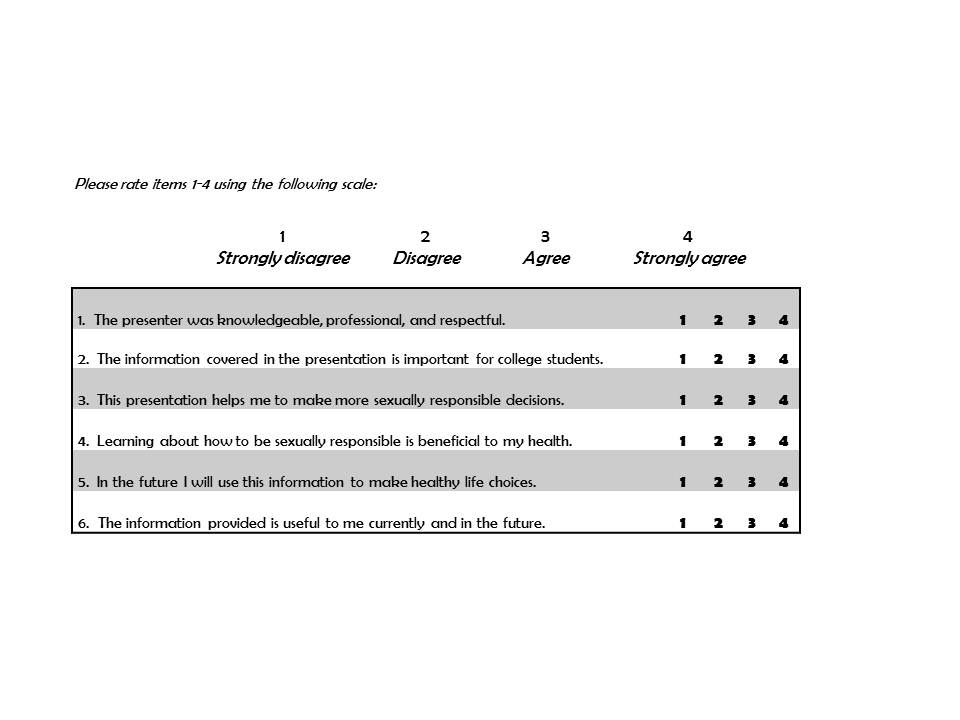 Please rate items 1-4 using the following scale:
1 2 3 4
Strongly disagree Disagree Agree Strongly agree
1. The presenter was knowledgeable, professional, and respectful. 1 2 3 4
2. The information covered in the presentation is important for college students. 1 2 3 4
3. This presentation helps me to make more sexually responsible decisions. 1 2 3 4
4. Learning about how to be sexually responsible is beneficial to my health. 1 2 3 4
5. In the future I will use this information to make healthy life choices. 1 2 3 4
6. The information provided is useful to me currently and in the future. 1 2 3 4